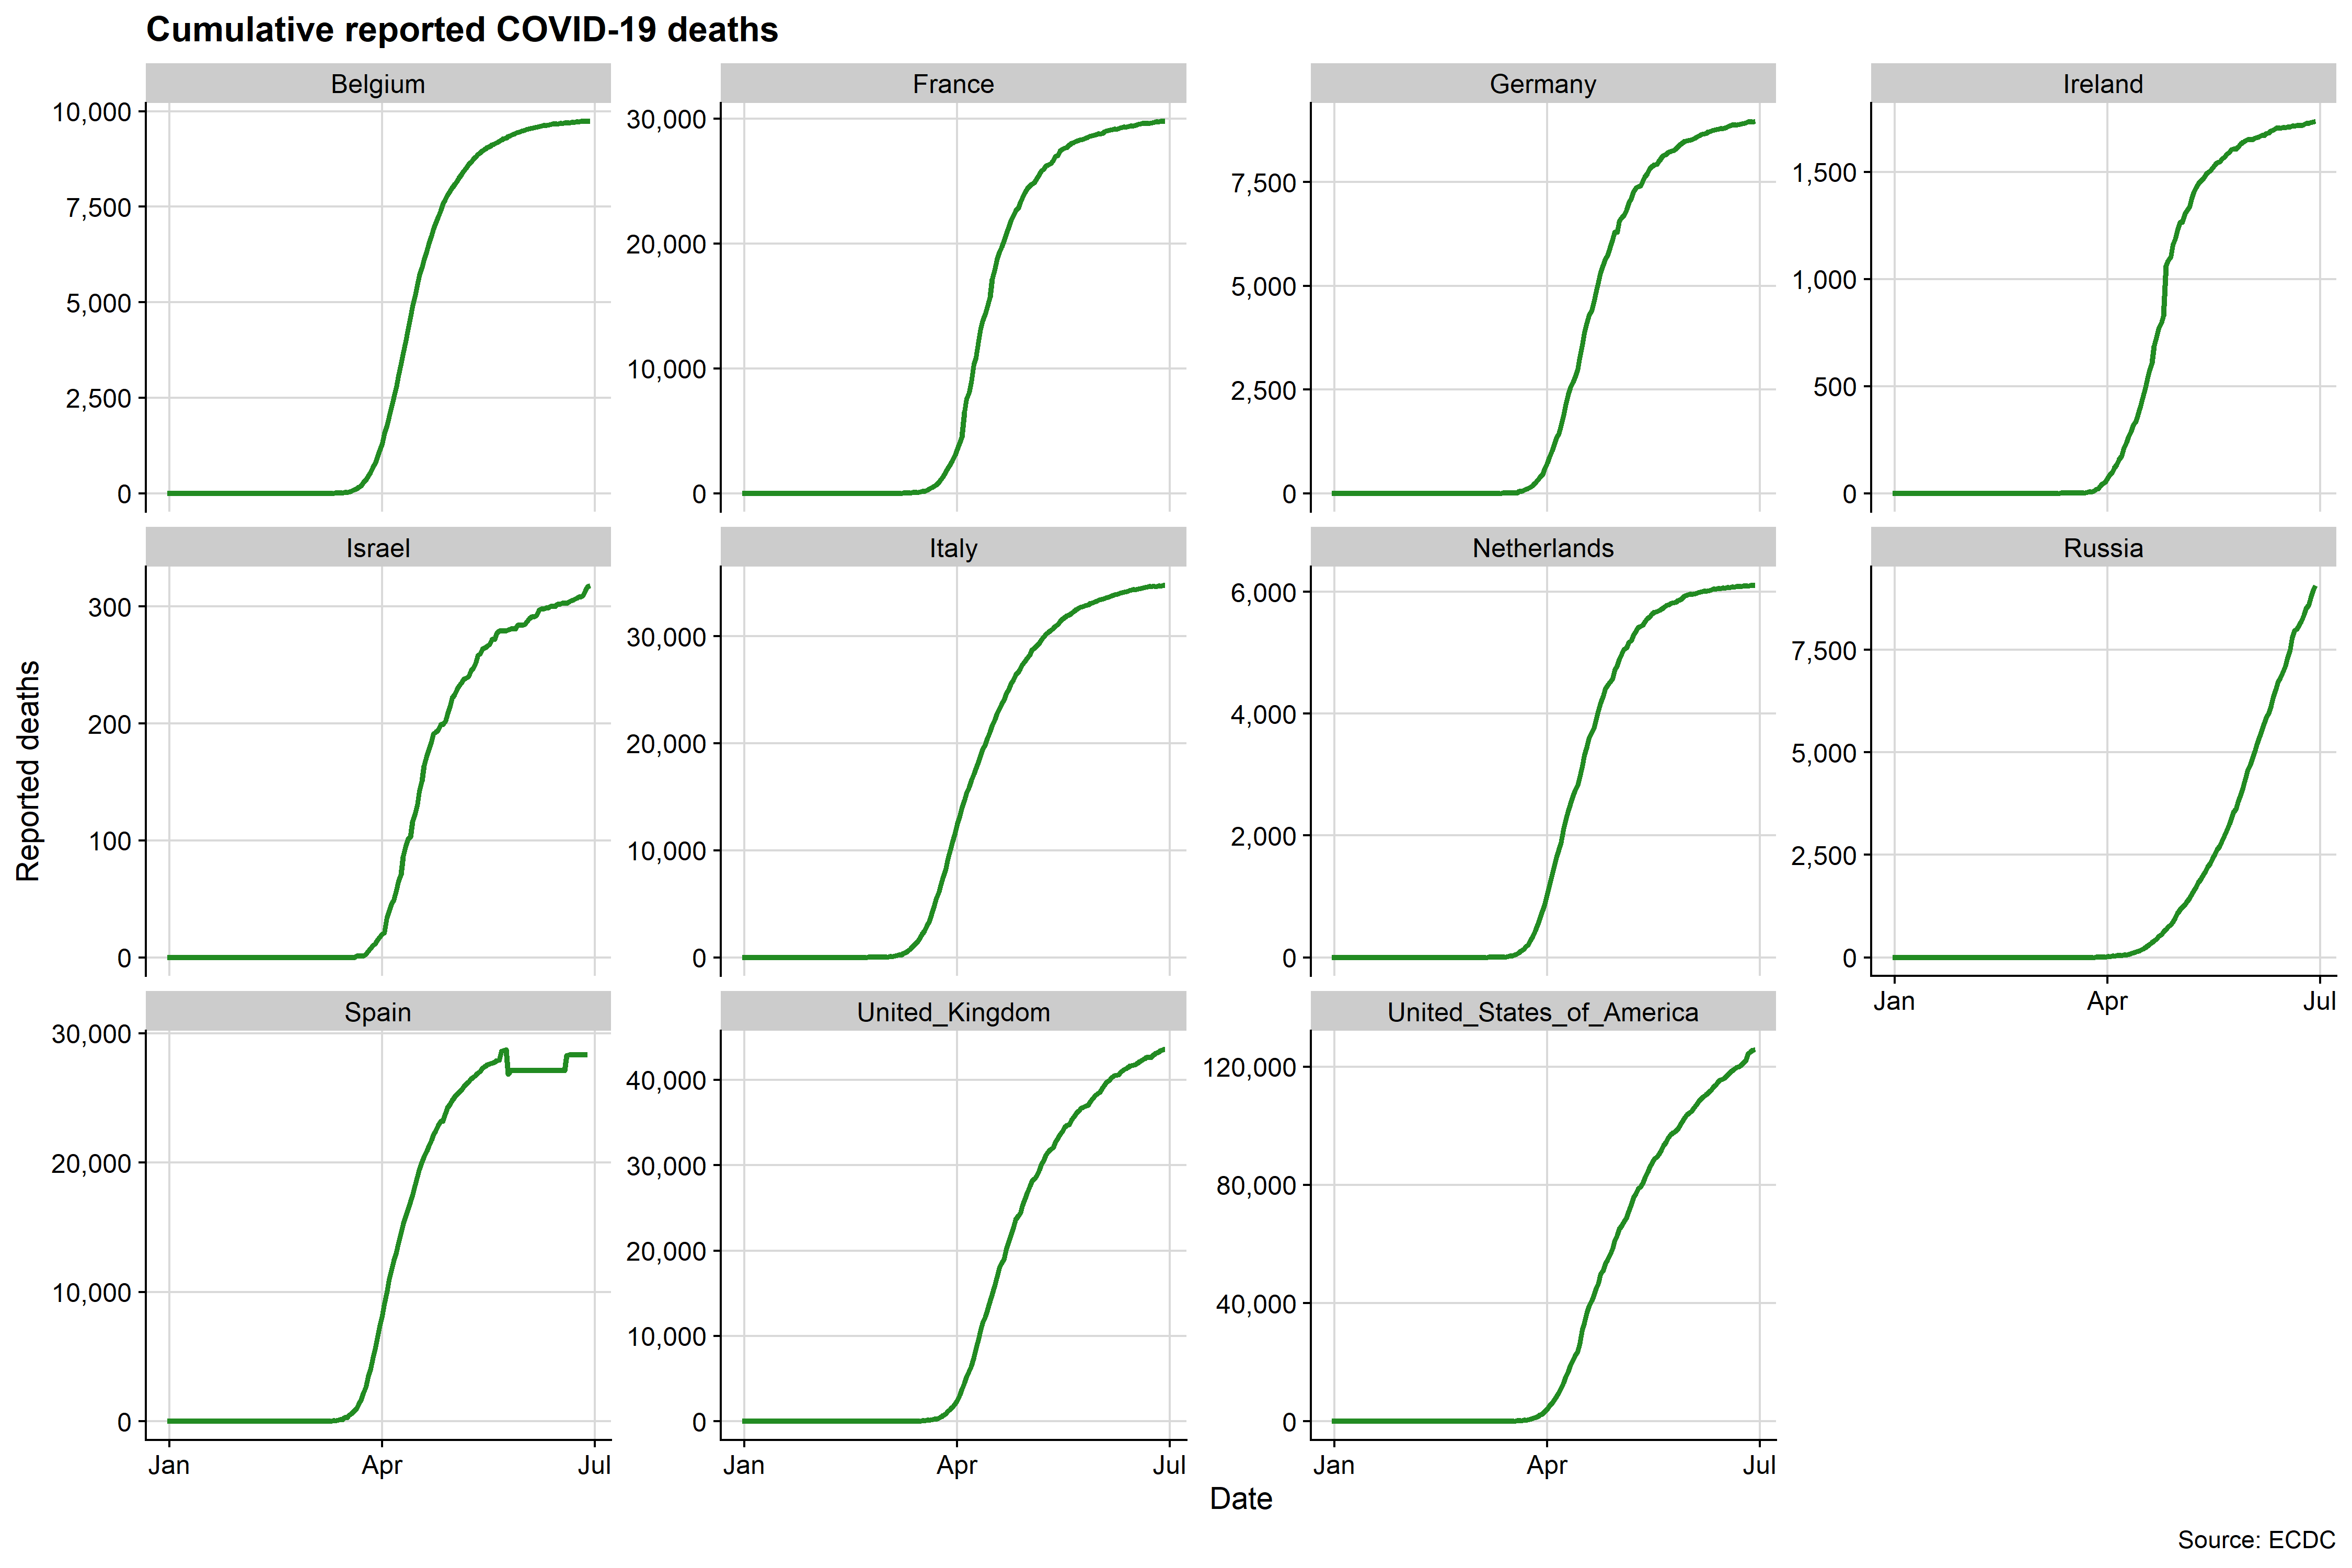 Cumulative reported COVID-19 deaths
Belgium
France
Germany
Ireland
10,000
7,500
5,000
2,500
0
30,000
20,000
10,000
0
7,500
5,000
2,500
0
1,500
1,000
500
0
Israel
Italy
Netherlands
Russia
300
200
100
0
30,000
20,000
10,000
0
6,000
4,000
2,000
0
7,500
5,000
2,500
0
Jan
Apr
Jul
Reported deaths
Spain
United_Kingdom
United_States_of_America
30,000
20,000
10,000
0
40,000
30,000
20,000
10,000
0
120,000
80,000
40,000
0
Jan
Apr
Jul
Jan
Apr
Jul
Jan
Apr
Jul
Date
Source: ECDC